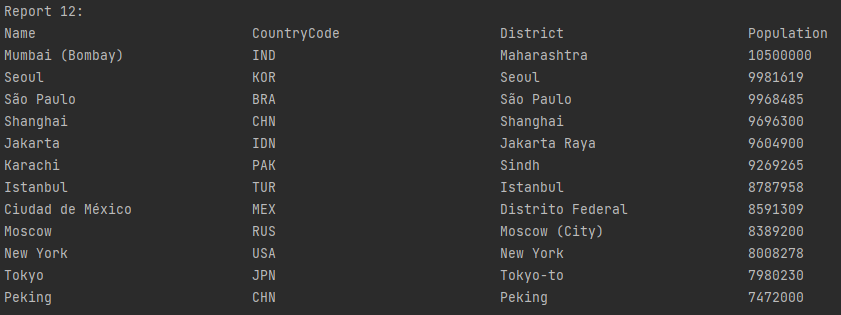 Report 12:
Name CountryCode District Population
Mumbai (Bombay) IND Maharashtra 10500000
Seoul KOR Seoul 9981619
São Paulo BRA São Paulo 9968485
Shanghai CHN Shanghai 9696300
Jakarta IDN Jakarta Raya 9604900
Karachi PAK Sindh 9269265
Istanbul TUR Istanbul 8787958
Ciudad de México MEX Distrito Federal 8591309
Moscow RUS Moscow (City) 8389200
New York USA New York 8008278
Tokyo JPN Tokyo-to 7980230
Peking CHN Peking 7472000